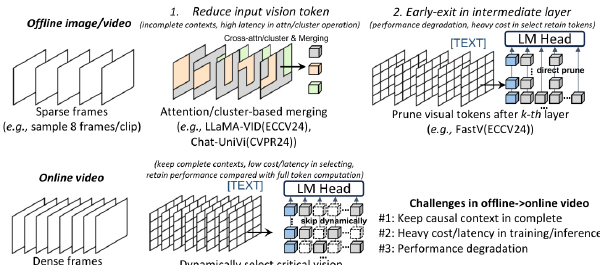 Offline image/video
1. Reduce input vision token
(incomplete contexts, high latency in attn/cluster operation)
Cross-attn/cluster & Merging
Sparse frames
(e.g., sample 8 frames/clip)
Attention/cluster-based merging
(e.g., LLaMA-VID(ECCV24),
Chat-UniVi(CVPR24))
2. Early-exit in intermediate layer
(performance degradation, heavy cost in select retain tokens)
[TEXT]
LM Head
direct prune
Prune visual tokens after k-th layer
(e.g., FastV(ECCV24))
Online video
(keep complete contexts, low cost/latency in selecting,
retain performance compared with full token computation)
[TEXT]
LM Head
skip dynamically
Dense frames
Dynamically select critical vision
Challenges in offline->online video
#1: Keep causal context in complete
#2: Heavy cost/latency in training/inference
#3: Performance degradation